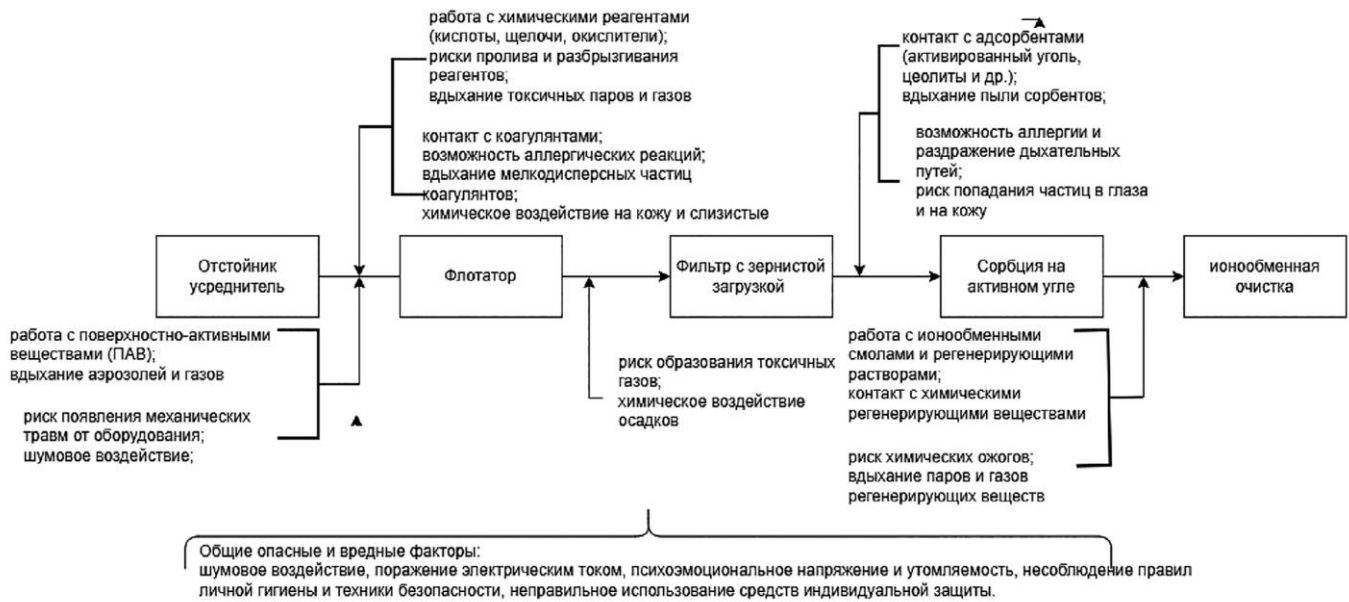 работа с химическими реагентами
(кислоты, щелочи, окислители);
риски пролива и разбрызгивания
реагентов;
вдыхание токсичных паров и газов
контакт с коагулянтами;
возможность аллергических реакций;
вдыхание мелкодисперсных частиц
коагулянтов;
химическое воздействие на кожу и слизистые
контакт с адсорбентами
(активированный уголь,
цеолиты и др.);
вдыхание пыли сорбентов;
возможность аллергии и
раздражение дыхательных
путей;
риск попадания частиц в глаза
и на кожу
Отстойник
усреднитель
Флотатор
Фильтр с зернистой
загрузкой
Сорбция на
активном угле
ионообменная
очистка
работа с поверхностно-активными
веществами (ПАВ);
вдыхание аэрозолей и газов
риск появления механических
травм от оборудования;
шумовое воздействие;
риск образования токсичных
газов;
химическое воздействие
осадков
работа с ионообменными
смолами и регенерирующими
растворами;
контакт с химическими
регенерирующими веществами
риск химических ожогов;
вдыхание паров и газов
регенерирующих веществ
Общие опасные и вредные факторы:
шумовое воздействие, поражение электрическим током, психоэмоциональное напряжение и утомляемость, несоблюдение правил
личной гигиены и техники безопасности, неправильное использование средств индивидуальной защиты.